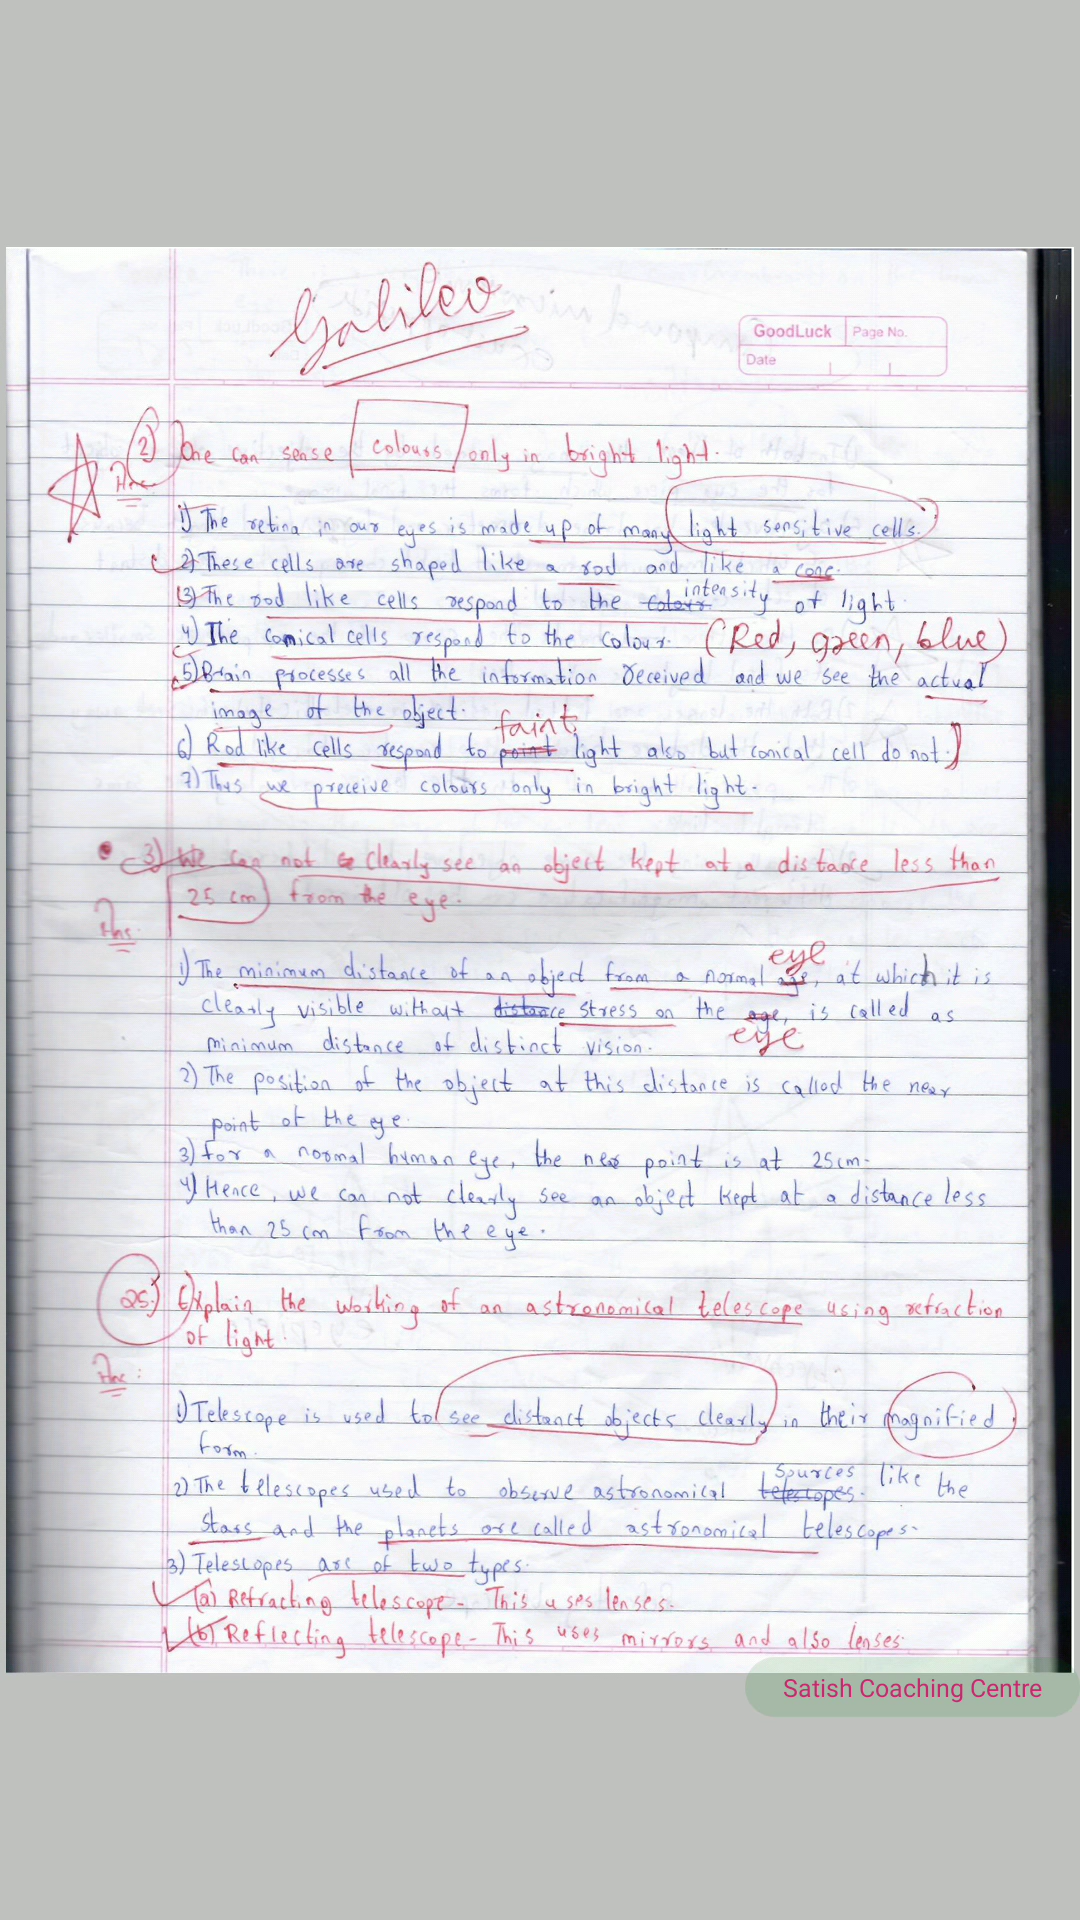 Galileo
GoodLuck Page No.
Date
2) One can sense colours only in bright light.
Ans
1) The retina in our eyes is made up of many light sensitive cells.
2) These cells are shaped like a rod and like a cone.
3) The rod like cells respond to the colour intensity of light.
4) The comical cells respond to the colour. (Red, green, blue)
5) Brain processes all the information received and we see the actual
image of the object.
faint
6) Rod like cells respond to point light also but conical cell do not.)
7) Thus we preceive colours only in bright light.
3) We can not clearly see an object kept at a distance less than
25 cm from the eye.
Ans.
eye
1) The minimum distance of an object from a normal age, at which it is
clearly visible without distance stress on the age, is called as
eye
minimum distance of distinct vision.
2) The position of the object at this distance is called the near
point of the eye.
3) for a normal human eye, the near point is at 25cm.
4) Hence, we can not clearly see an object kept at a distance less
than 25 cm from the eye.
25.) Explain the working of an astronomical telescope using refraction
of light.
Ans:
1) Telescope is used to see distanct objects clearly in their magnified
form.
2) The telescopes used to observe astronomical telescopes. sources like the
stars and the planets are called astronomical telescopes.
3) Telescopes are of two types.
(a) Refracting telescope - This uses lenses.
(b) Reflecting telescope - This uses mirrors and also lenses.
Satish Coaching Centre